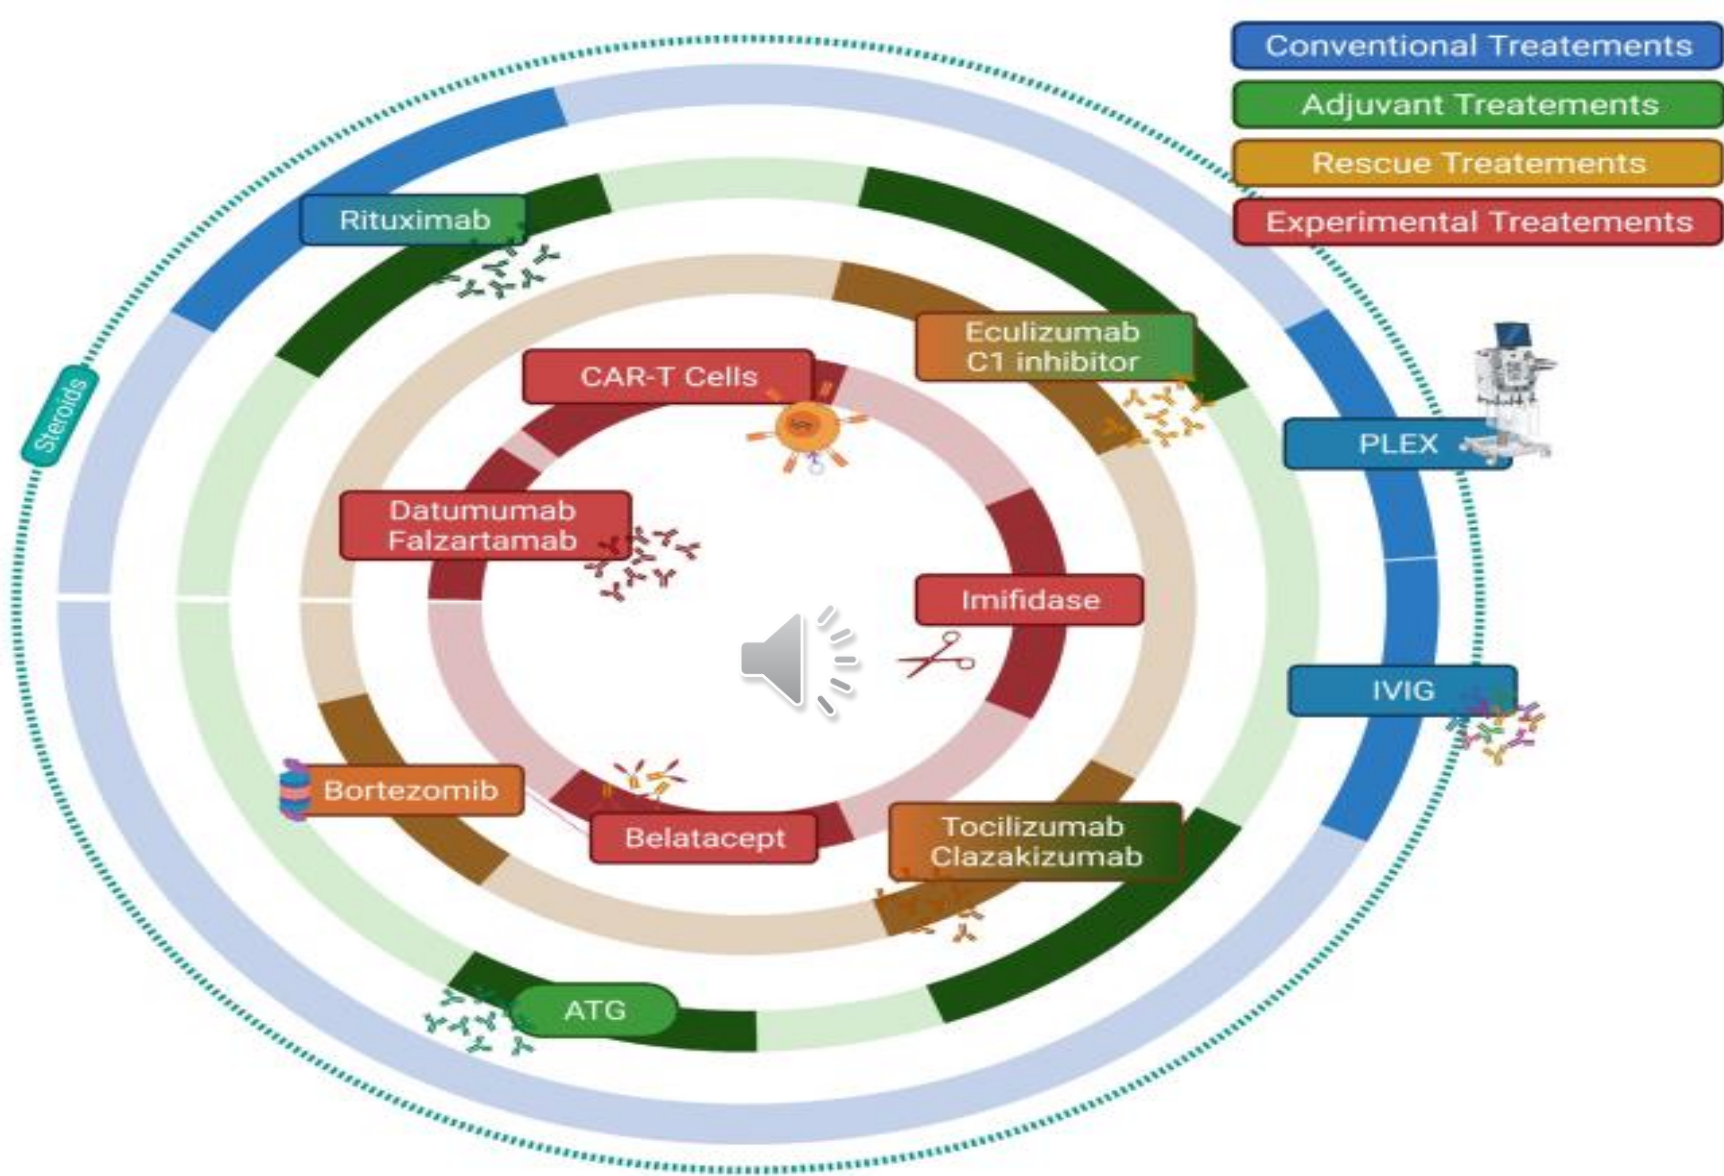 Conventional Treatements
Adjuvant Treatements
Rescue Treatements
Experimental Treatements
Rituximab
Eculizumab
C1 inhibitor
CAR-T Cells
Steroids
PLEX
Datumumab
Falzartamab
Imifidase
IVIG
Bortezomib
Belatacept
Tocilizumab
Clazakizumab
ATG